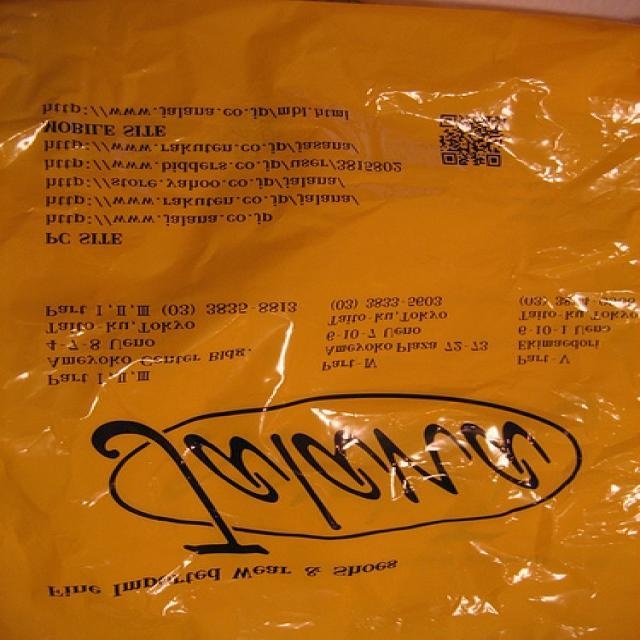 Fine Imported Wear & Shoes
Jalana
Part I,II,III
Ameyoko Center Bldg.
4-7-8 Ueno
Taito-ku,Tokyo
Part I,II,III (03) 3835-8813
Part-IV
Ameyoko Plaza 72-73
6-10-7 Ueno
Taito-ku,Tokyo
(03) 3833-5603
Part-V
Ekimaedori
6-10-1 Ueno
Taito-ku,Tokyo
(03)
PC SITE
http://www.jalana.co.jp
http://www.rakuten.co.jp/jalana/
http://store.yahoo.co.jp/jalana/
http://www.bidders.co.jp/user/3815802
http://www.rakuten.co.jp/jasana/
MOBILE SITE
http://www.jalana.co.jp/mbl.html